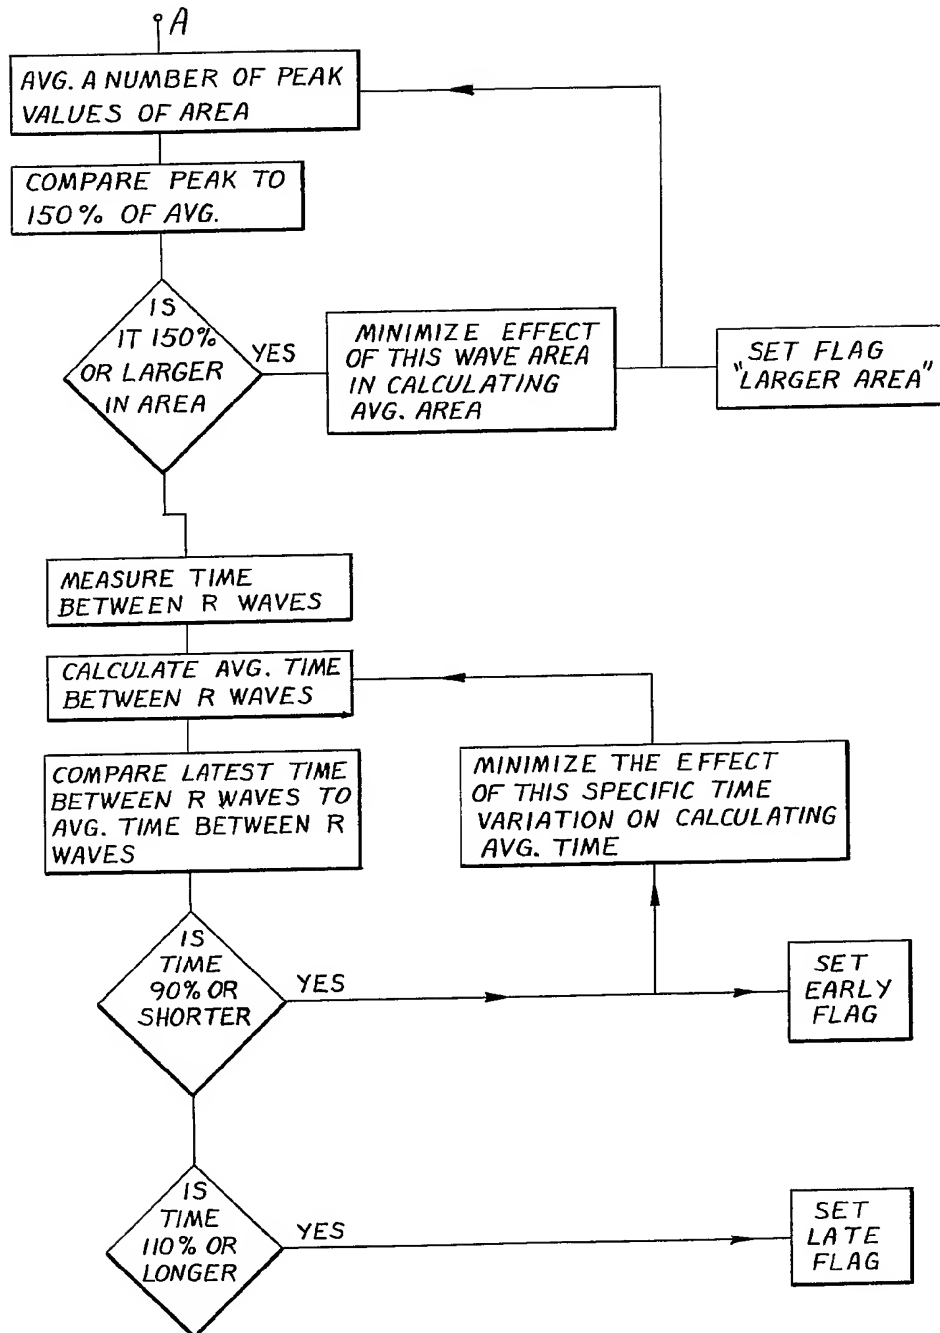 A
AVG. A NUMBER OF PEAK
VALUES OF AREA
COMPARE PEAK TO
150% OF AVG.
IS
IT 150%
OR LARGER
IN AREA
YES
MINIMIZE EFFECT
OF THIS WAVE AREA
IN CALCULATING
AVG. AREA
SET FLAG
"LARGER AREA"
MEASURE TIME
BETWEEN R WAVES
CALCULATE AVG. TIME
BETWEEN R WAVES
COMPARE LATEST TIME
BETWEEN R WAVES TO
AVG. TIME BETWEEN R
WAVES
MINIMIZE THE EFFECT
OF THIS SPECIFIC TIME
VARIATION ON CALCULATING
AVG. TIME
IS
TIME
90% OR
SHORTER
YES
SET
EARLY
FLAG
IS
TIME
110% OR
LONGER
YES
SET
LATE
FLAG